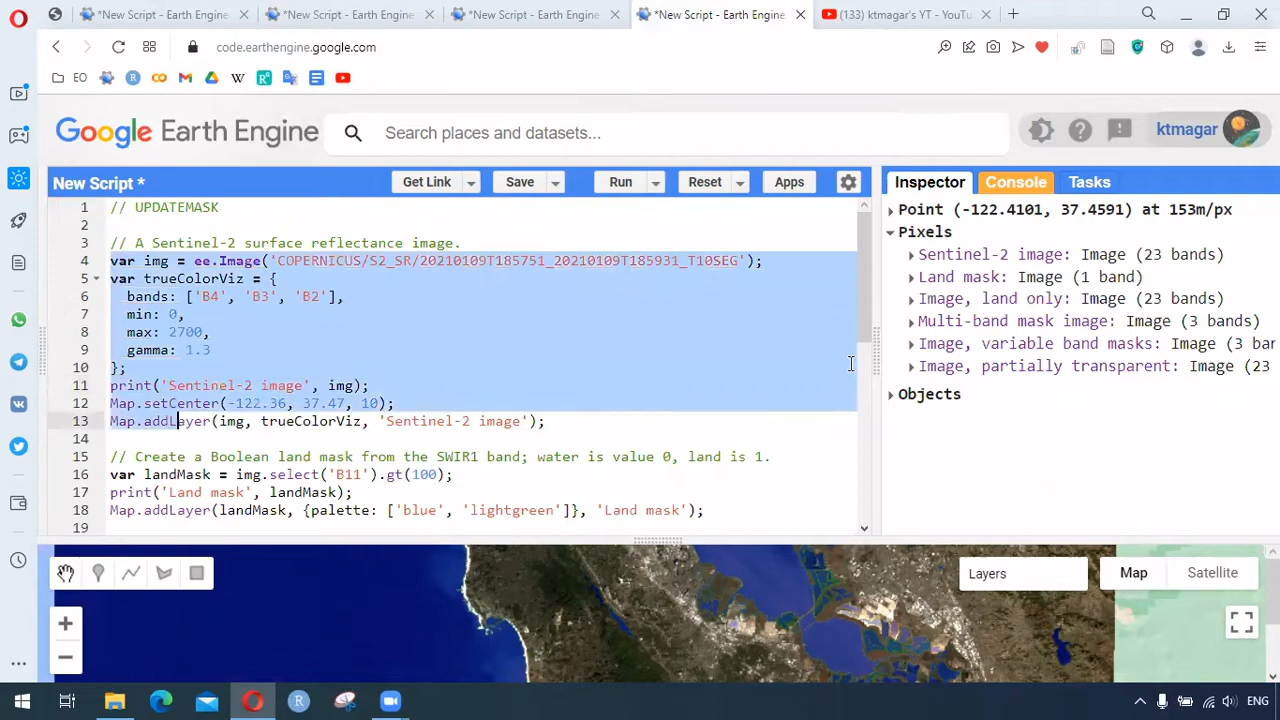 *New Script - Earth Engine
*New Script - Earth Engine
*New Script - Earth Engine
*New Script - Earth Engine
(133) ktmagar's YT - YouTu
code.earthengine.google.com
EO
Google Earth Engine
Search places and datasets...
ktmagar
New Script *
Get Link
Save
Run
Reset
Apps
Inspector
Console
Tasks
1 // UPDATEMASK
2
3 // A Sentinel-2 surface reflectance image.
4 var img = ee.Image('COPERNICUS/S2_SR/20210109T185751_20210109T185931_T10SEG');
5 var trueColorViz = {
6 bands: ['B4', 'B3', 'B2'],
7 min: 0,
8 max: 2700,
9 gamma: 1.3
10 };
11 print('Sentinel-2 image', img);
12 Map.setCenter(-122.36, 37.47, 10);
13 Map.addLayer(img, trueColorViz, 'Sentinel-2 image');
14
15 // Create a Boolean land mask from the SWIR1 band; water is value 0, land is 1.
16 var landMask = img.select('B11').gt(100);
17 print('Land mask', landMask);
18 Map.addLayer(landMask, {palette: ['blue', 'lightgreen']}, 'Land mask');
19
Point (-122.4101, 37.4591) at 153m/px
Pixels
Sentinel-2 image: Image (23 bands)
Land mask: Image (1 band)
Image, land only: Image (23 bands)
Multi-band mask image: Image (3 bands)
Image, variable band masks: Image (3 bar
Image, partially transparent: Image (23
Objects
Layers
Map
Satellite
ENG